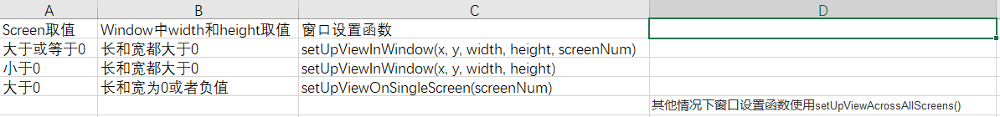 A B C D
Screen取值 Window中width和height取值 窗口设置函数
大于或等于0 长和宽都大于0 setUpViewInWindow(x, y, width, height, screenNum)
小于0 长和宽都大于0 setUpViewInWindow(x, y, width, height)
大于0 长和宽为0或者负值 setUpViewOnSingleScreen(screenNum)
其他情况下窗口设置函数使用setUpViewAcrossAllScreens()